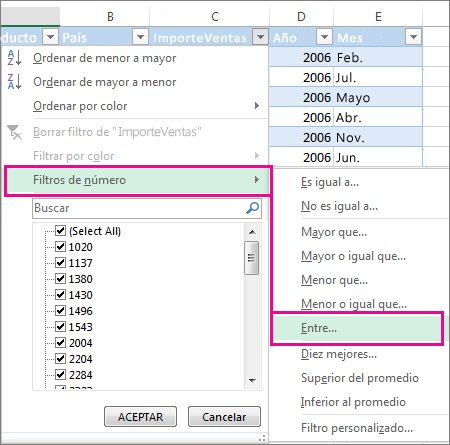 B C D E
ducto País ImporteVentas Año Mes
Ordenar de menor a mayor
Ordenar de mayor a menor
Ordenar por color
Borrar filtro de "ImporteVentas"
Filtrar por color
Filtros de número
Buscar
(Select All)
1020
1137
1380
1430
1496
1543
2004
2204
2284
ACEPTAR Cancelar
2006 Feb.
2006 Jul.
2006 Mayo
2006 Abr.
2006 Nov.
2006 Jun.
Es igual a...
No es igual a...
Mayor que...
Mayor o igual que...
Menor que...
Menor o igual que...
Entre...
Diez mejores...
Superior del promedio
Inferior al promedio
Filtro personalizado...